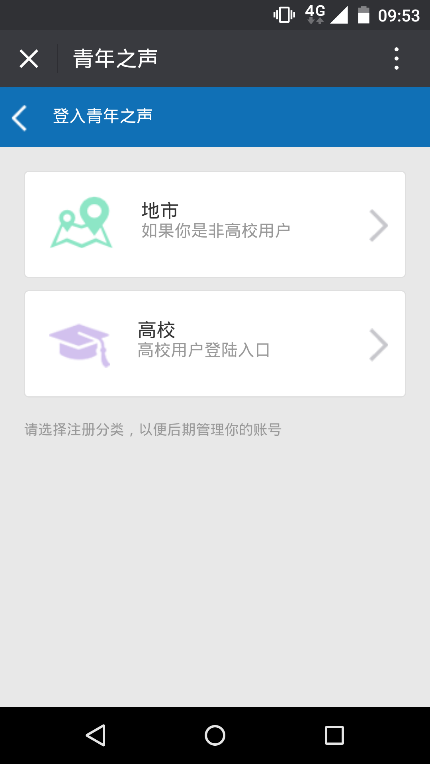 4G 09:53
青年之声
登入青年之声
地市
如果你是非高校用户
高校
高校用户登陆入口
请选择注册分类，以便后期管理你的账号